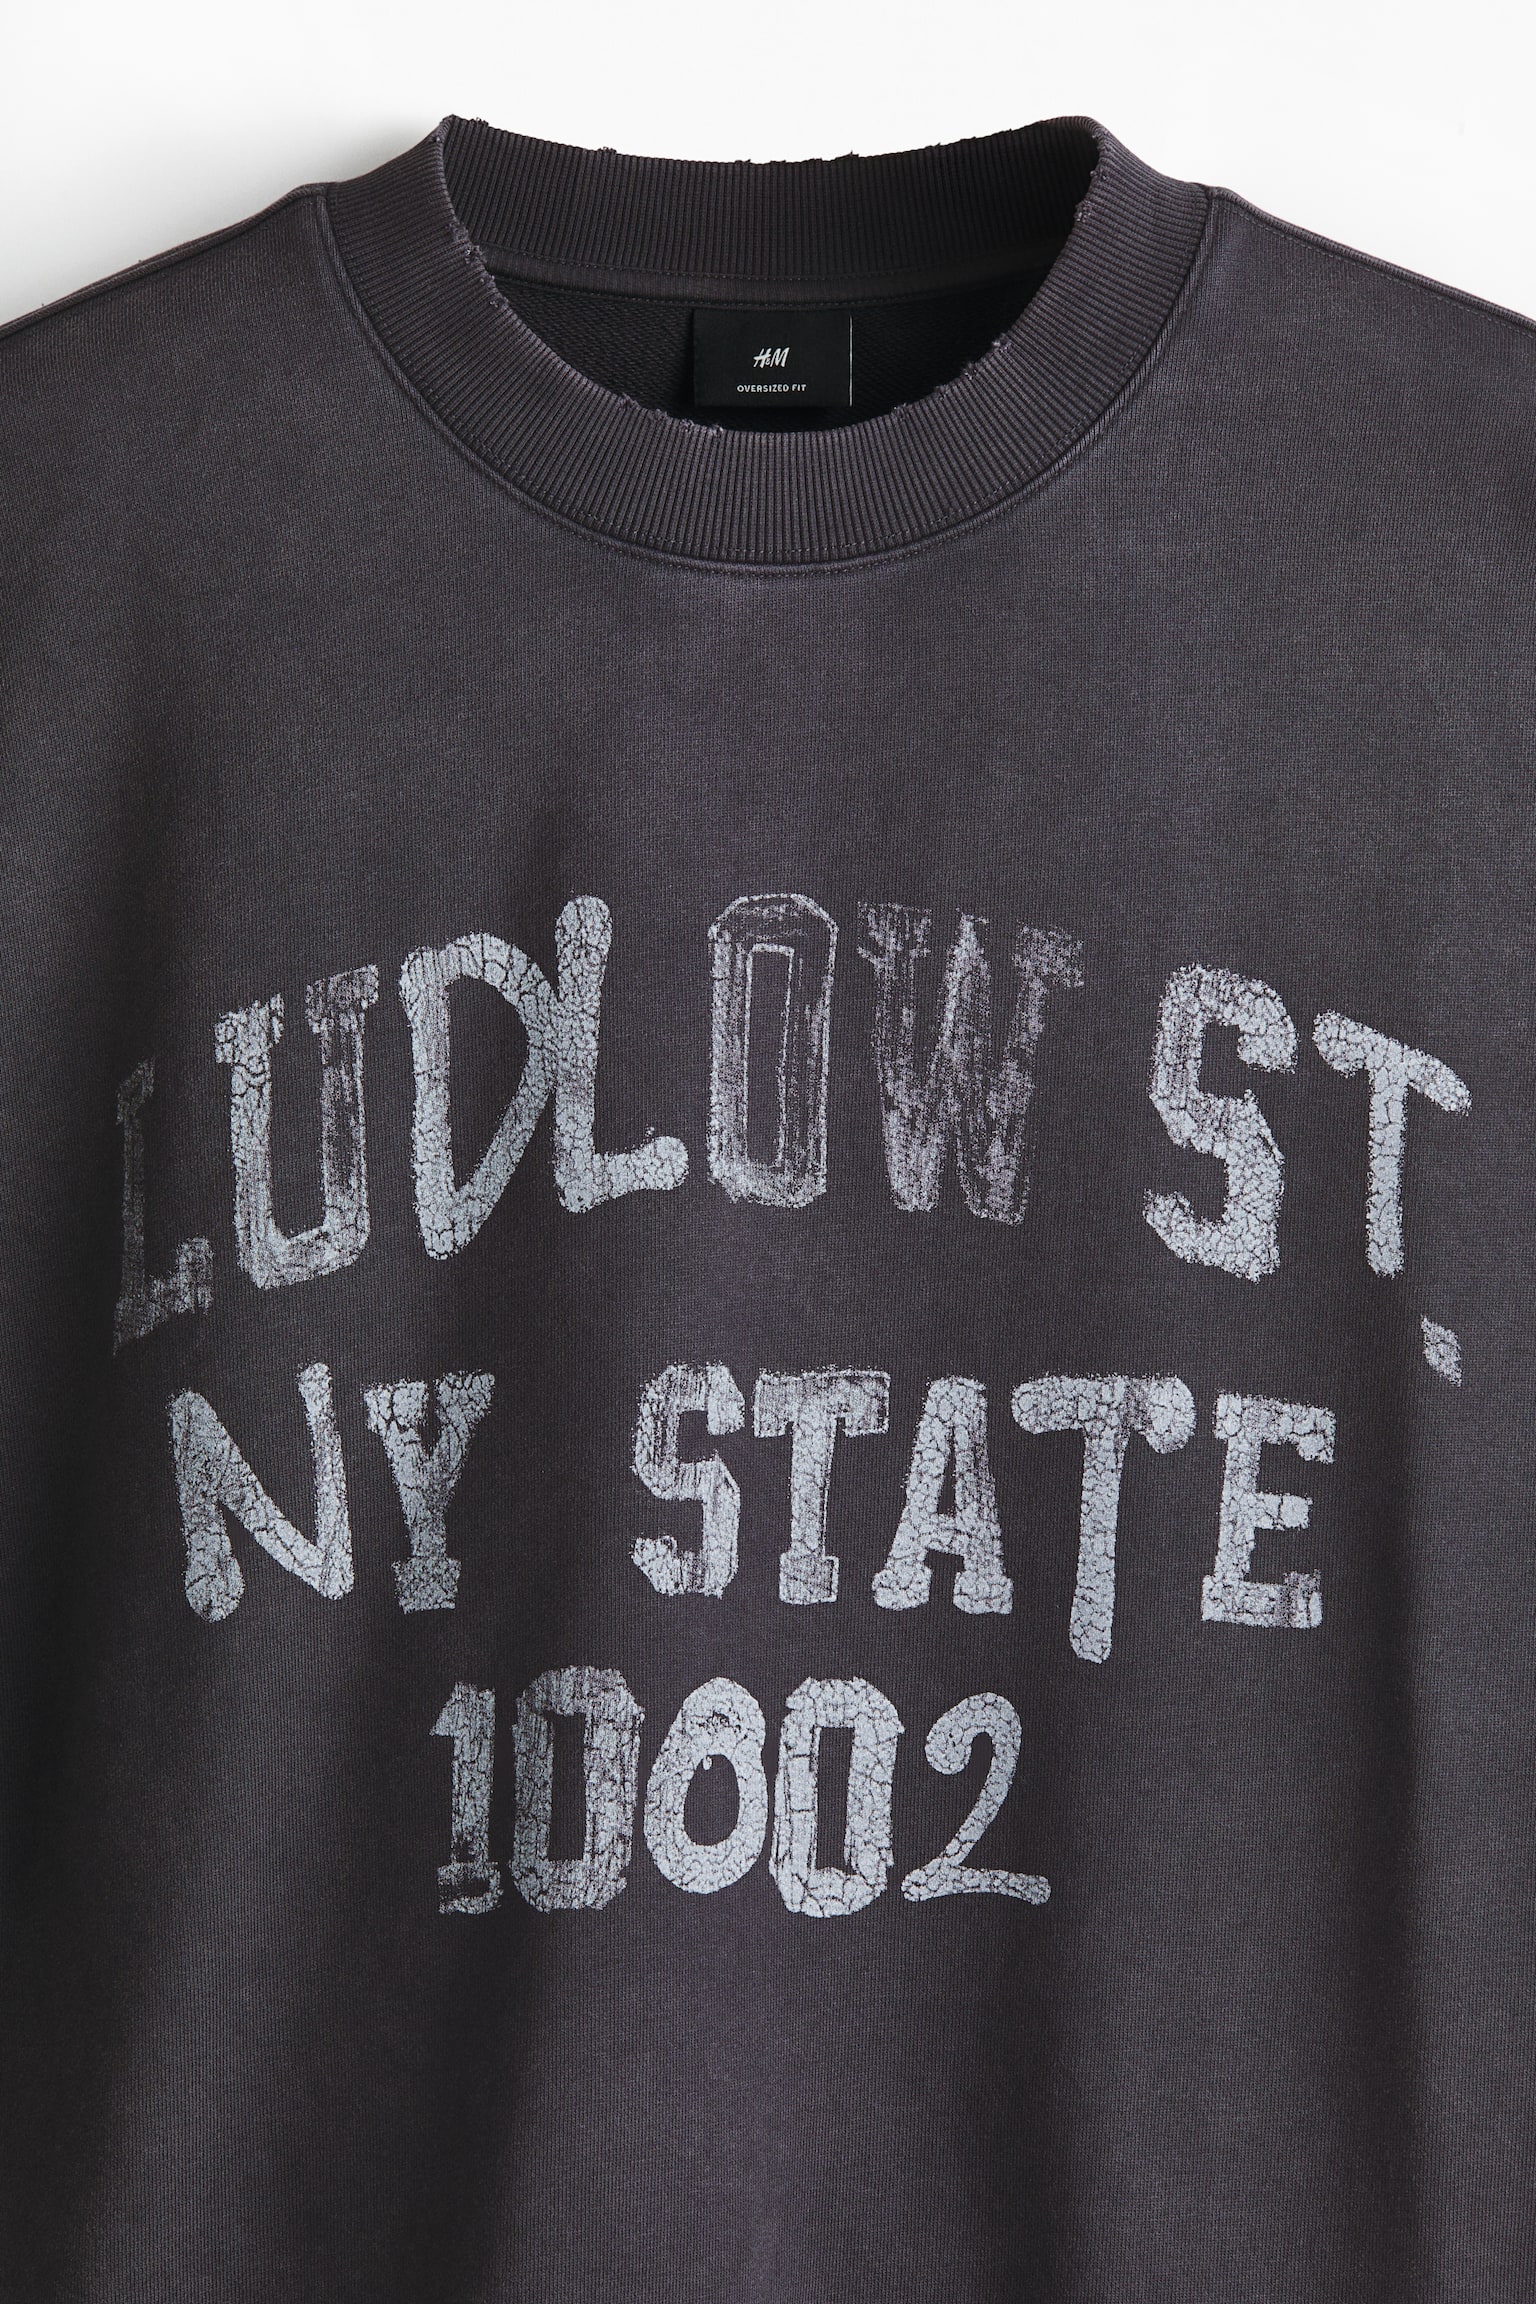 H&M
OVERSIZED FIT
LUDLOW ST.
NY STATE
10002